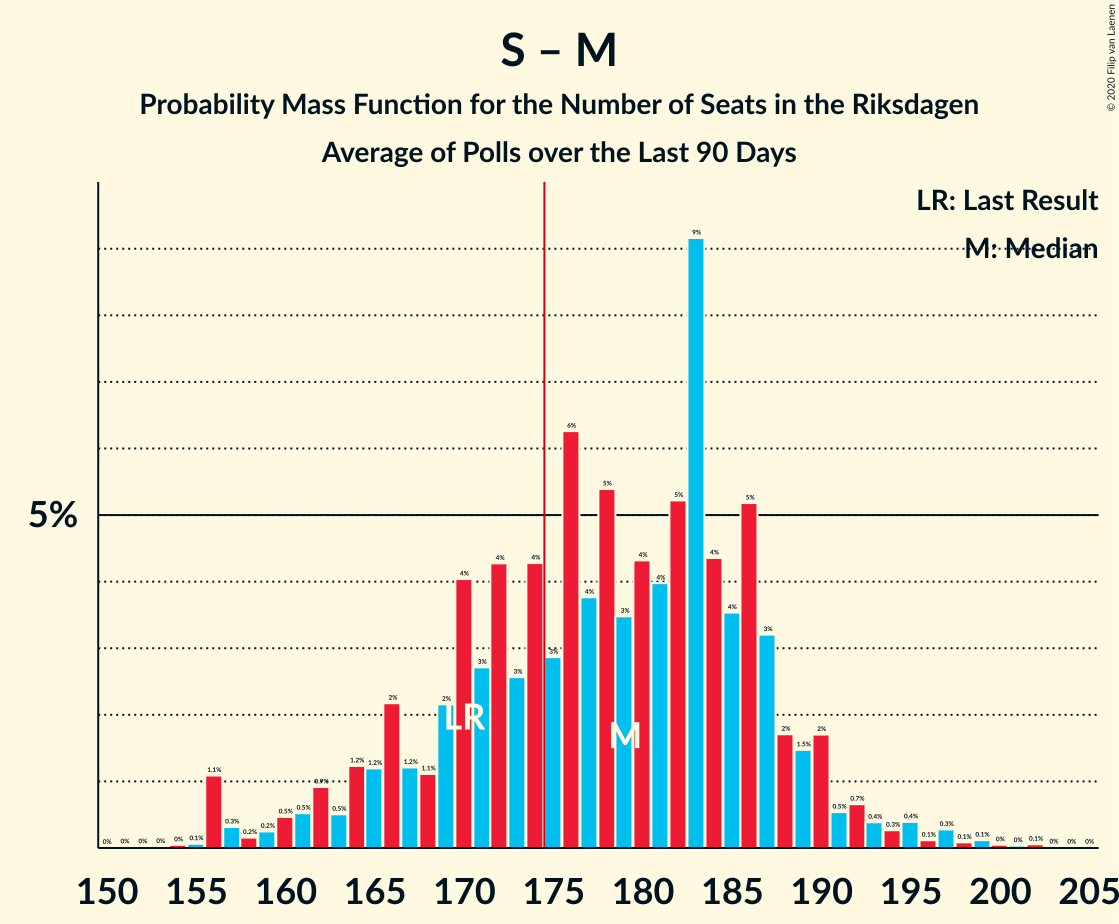 S – M
Probability Mass Function for the Number of Seats in the Riksdagen
Average of Polls over the Last 90 Days
© 2020 Filip van Laenen
LR: Last Result
M: Median
5%
0% 0% 0% 0% 0% 0.1% 1.1% 0.3% 0.2% 0.2% 0.5% 0.5% 0.9% 0.5% 1.2% 1.2% 2% 1.2% 1.1% 2% 4% 3% 4% 3% 4% 3% 6% 4% 5% 3% 4% 4% 5% 9% 4% 4% 5% 3% 2% 1.5% 2% 0.5% 0.7% 0.4% 0.3% 0.4% 0.1% 0.3% 0.1% 0.1% 0% 0% 0.1% 0% 0% 0%
LR
M
150 155 160 165 170 175 180 185 190 195 200 205